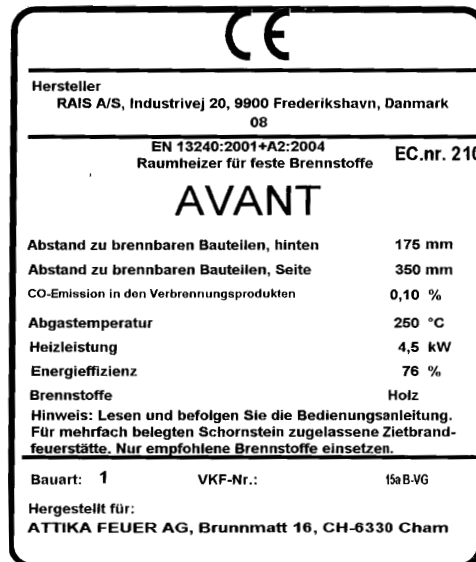 CE
Hersteller
RAIS A/S, Industrivej 20, 9900 Frederikshavn, Danmark
08
EN 13240:2001+A2:2004
Raumheizer für feste Brennstoffe
EC.nr. 210
AVANT
Abstand zu brennbaren Bauteilen, hinten 175 mm
Abstand zu brennbaren Bauteilen, Seite 350 mm
CO-Emission in den Verbrennungsprodukten 0,10 %
Abgastemperatur 250 °C
Heizleistung 4,5 kW
Energieffizienz 76 %
Brennstoffe Holz
Hinweis: Lesen und befolgen Sie die Bedienungsanleitung.
Für mehrfach belegten Schornstein zugelassene Zietbrand-
feuerstätte. Nur empfohlene Brennstoffe einsetzen.
Bauart: 1 VKF-Nr.: 15a B-VG
Hergestellt für:
ATTIKA FEUER AG, Brunnmatt 16, CH-6330 Cham